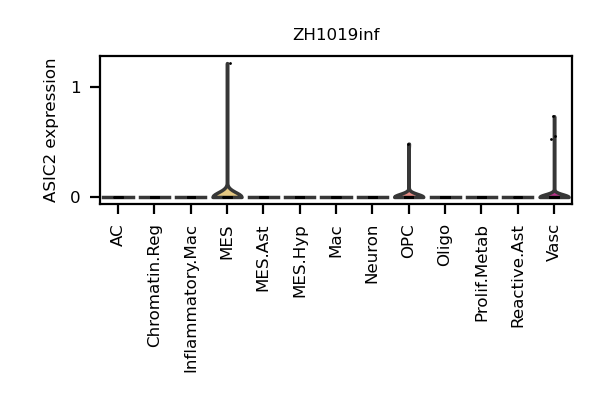 ZH1019inf
ASIC2 expression
1
0
AC
Chromatin.Reg
Inflammatory.Mac
MES
MES.Ast
MES.Hyp
Mac
Neuron
OPC
Oligo
Prolif.Metab
Reactive.Ast
Vasc